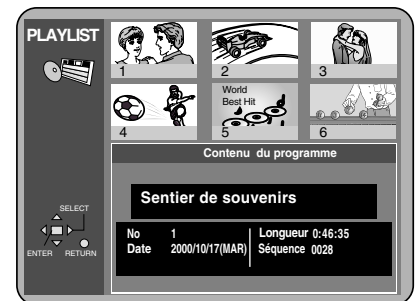 PLAYLIST
1
2
3
World
Best Hit
4
5
6
Contenu du programme
Sentier de souvenirs
SELECT
ENTER RETURN
No 1 Longueur 0:46:35
Date 2000/10/17(MAR) Séquence 0028